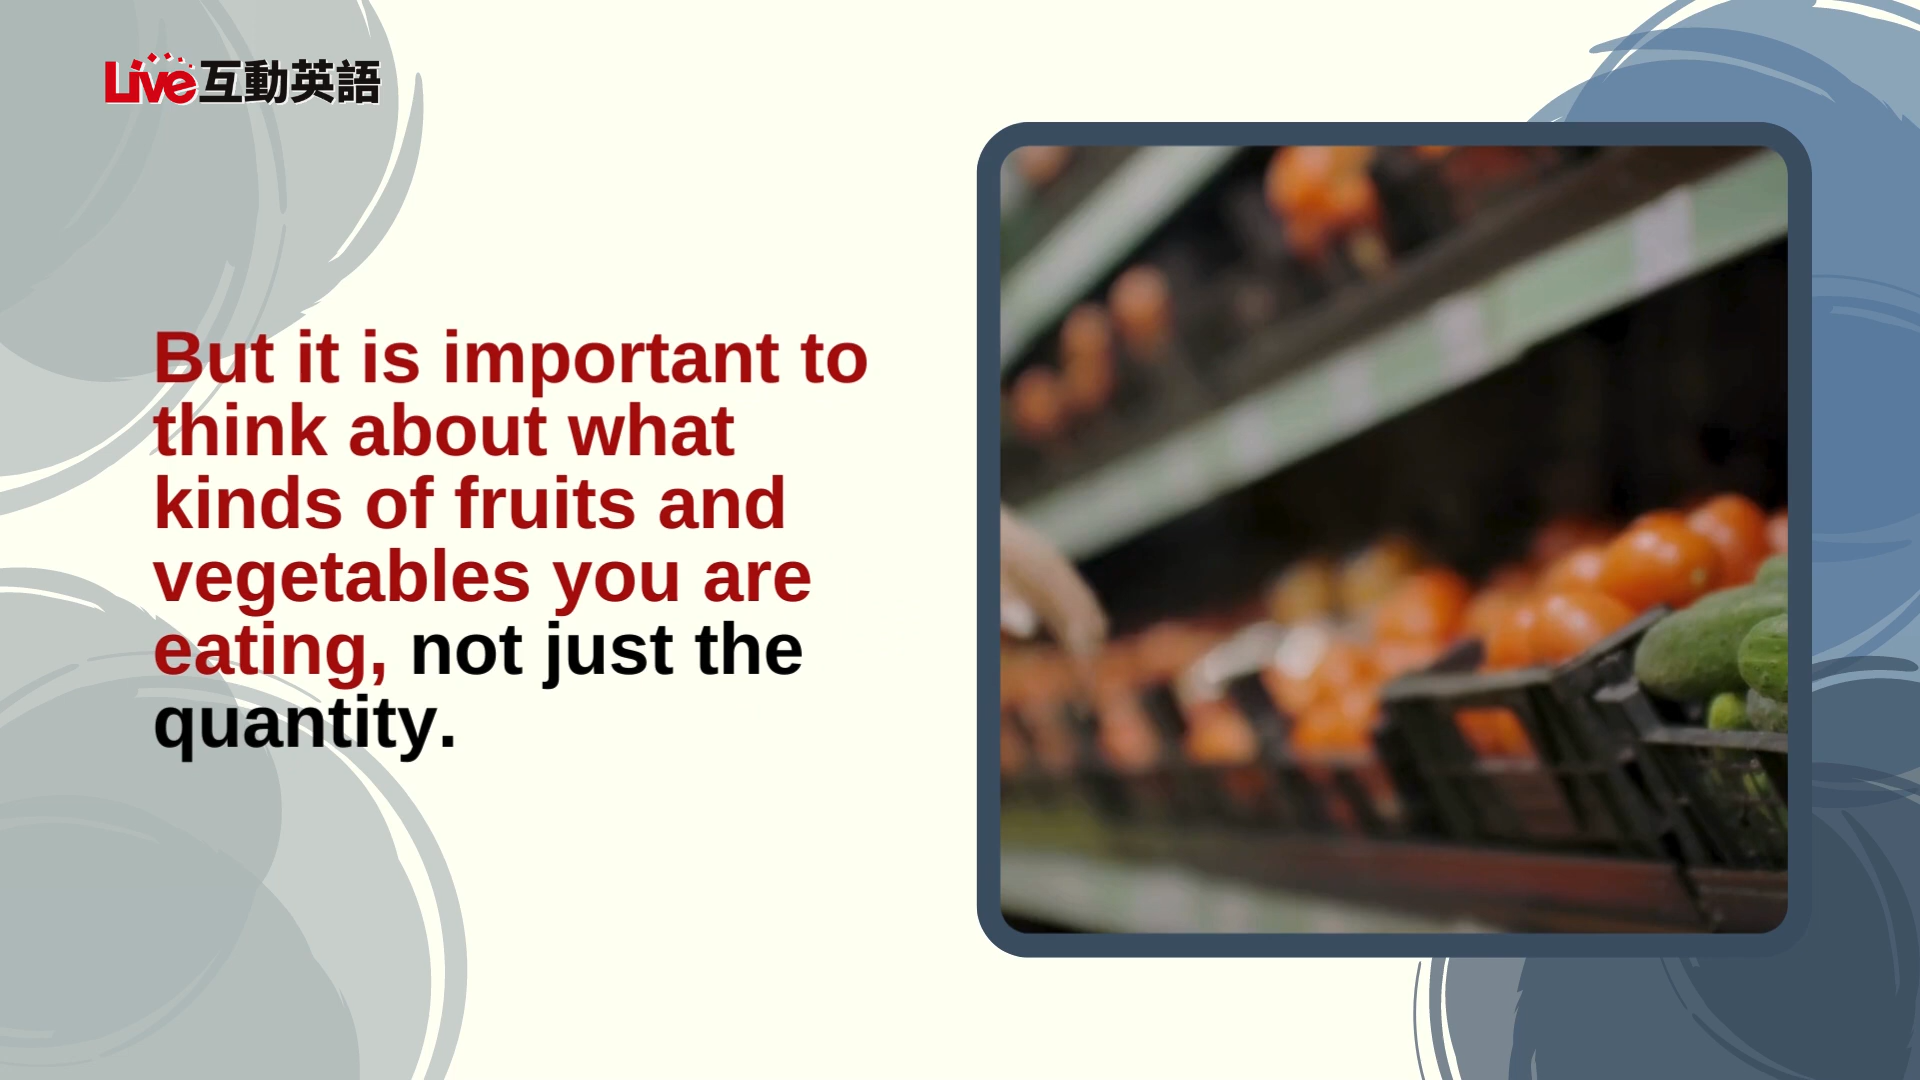 Live互動英語
But it is important to
think about what
kinds of fruits and
vegetables you are
eating, not just the
quantity.